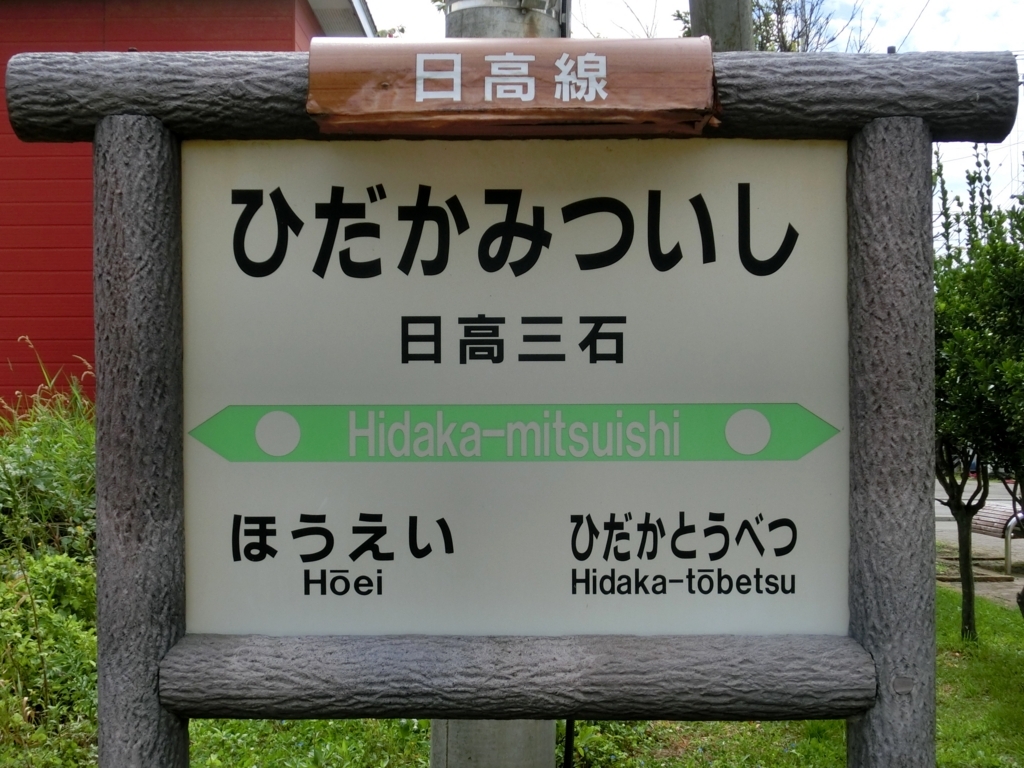 日高線
ひだかみついし
日高三石
Hidaka-mitsuishi
ほうえい ひだかとうべつ
Hōei Hidaka-tōbetsu